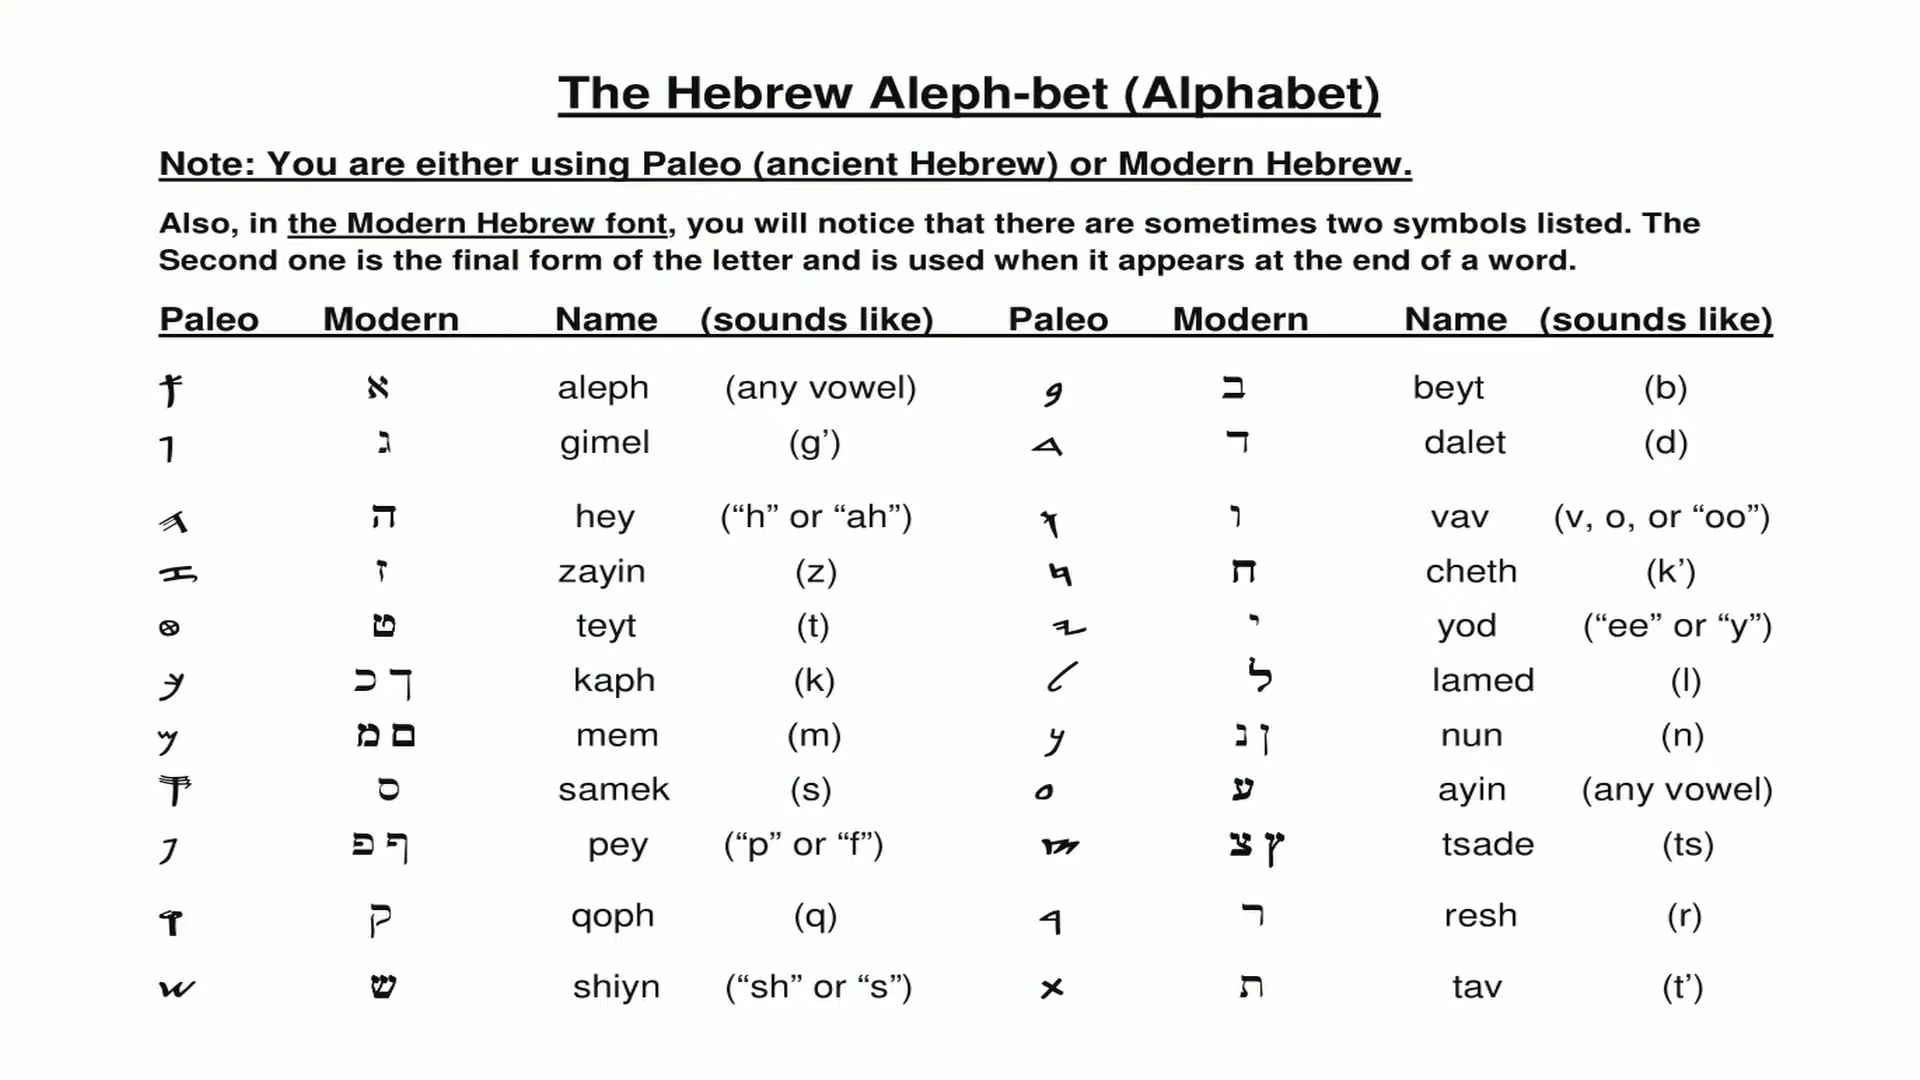 The Hebrew Aleph-bet (Alphabet)
Note: You are either using Paleo (ancient Hebrew) or Modern Hebrew.
Also, in the Modern Hebrew font, you will notice that there are sometimes two symbols listed. The
Second one is the final form of the letter and is used when it appears at the end of a word.
Paleo Modern Name (sounds like) Paleo Modern Name (sounds like)
𐤀 א aleph (any vowel) 𐤁 ב beyt (b)
𐤂 ג gimel (g’) 𐤃 ד dalet (d)
𐤄 ה hey (“h” or “ah”) 𐤅 ו vav (v, o, or “oo”)
𐤆 ז zayin (z) 𐤇 ח cheth (k’)
𐤈 ט teyt (t) 𐤉 י yod (“ee” or “y”)
𐤊 כ ך kaph (k) 𐤋 ל lamed (l)
𐤌 מ ם mem (m) 𐤍 נ ן nun (n)
𐤎 ס samek (s) 𐤏 ע ayin (any vowel)
𐤐 פ ף pey (“p” or “f”) 𐤑 צ ץ tsade (ts)
𐤒 ק qoph (q) 𐤓 ר resh (r)
𐤔 ש shiyn (“sh” or “s”) 𐤕 ת tav (t’)